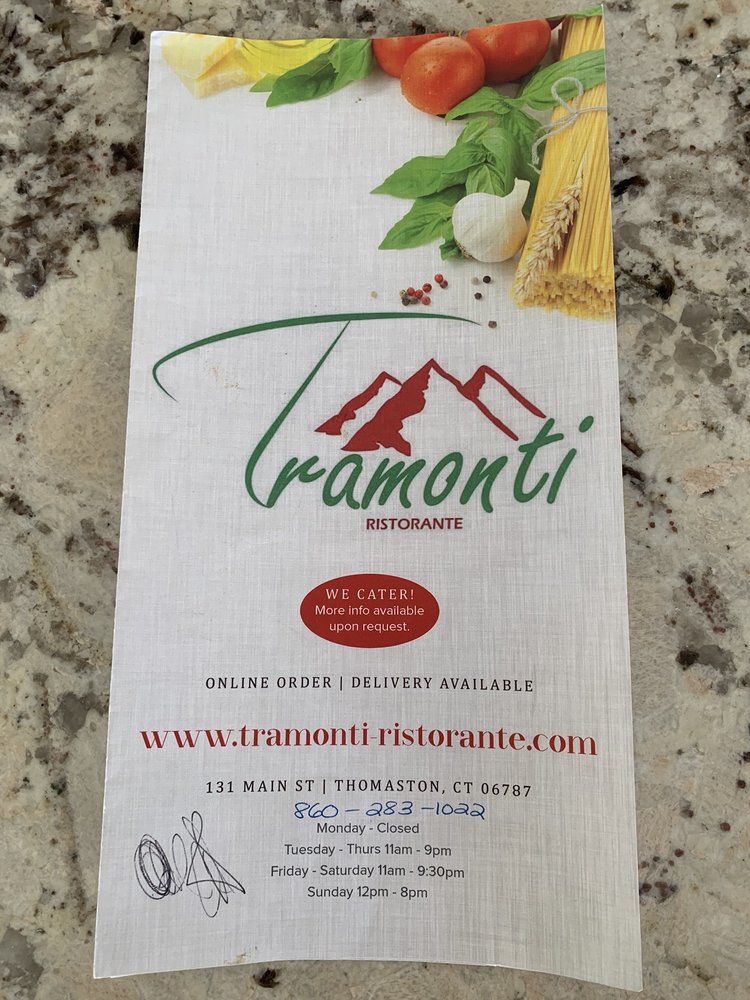 Tramonti
RISTORANTE
WE CATER!
More info available
upon request.
ONLINE ORDER | DELIVERY AVAILABLE
www.tramonti-ristorante.com
131 MAIN ST | THOMASTON, CT 06787
860-283-1022
Monday - Closed
Tuesday - Thurs 11am - 9pm
Friday - Saturday 11am - 9:30pm
Sunday 12pm - 8pm